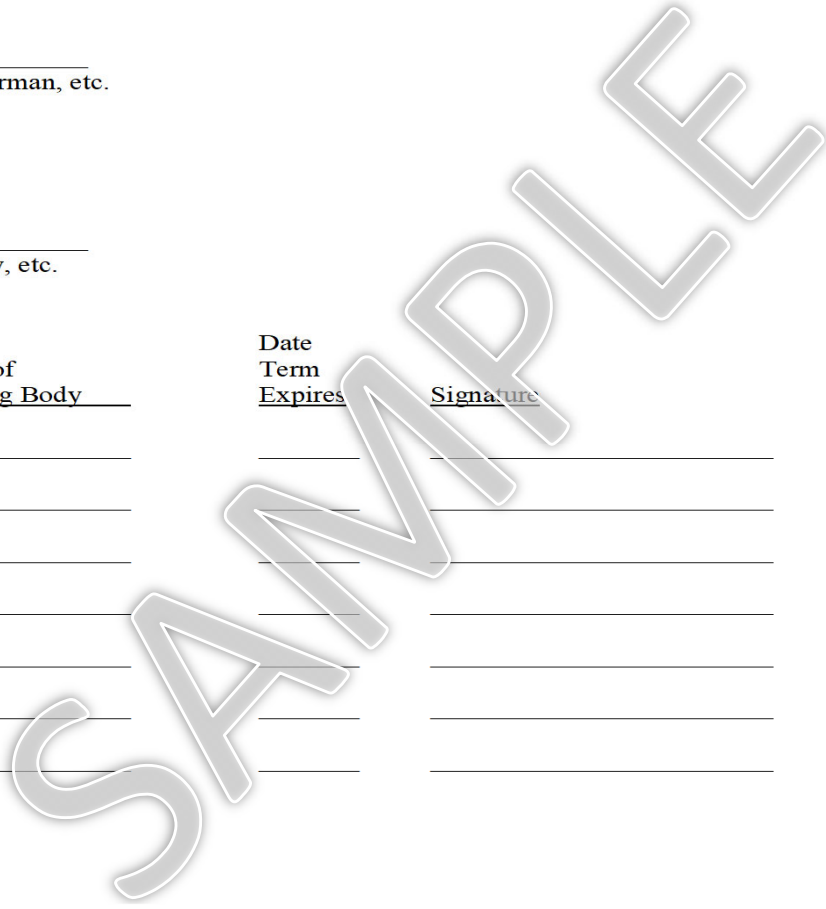 rman, etc.
, etc.
Date
of Term
g Body Expires Signature
SAMPLE